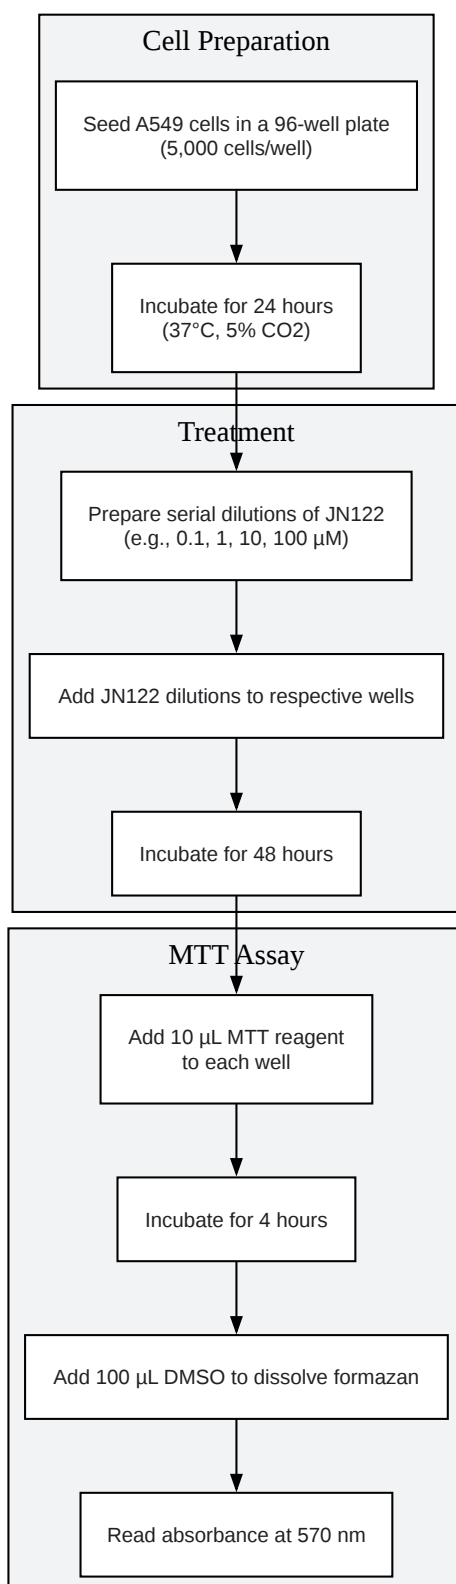 Cell Preparation
Seed A549 cells in a 96-well plate
(5,000 cells/well)
Incubate for 24 hours
(37°C, 5% CO2)
Treatment
Prepare serial dilutions of JN122
(e.g., 0.1, 1, 10, 100 µM)
Add JN122 dilutions to respective wells
Incubate for 48 hours
MTT Assay
Add 10 µL MTT reagent
to each well
Incubate for 4 hours
Add 100 µL DMSO to dissolve formazan
Read absorbance at 570 nm